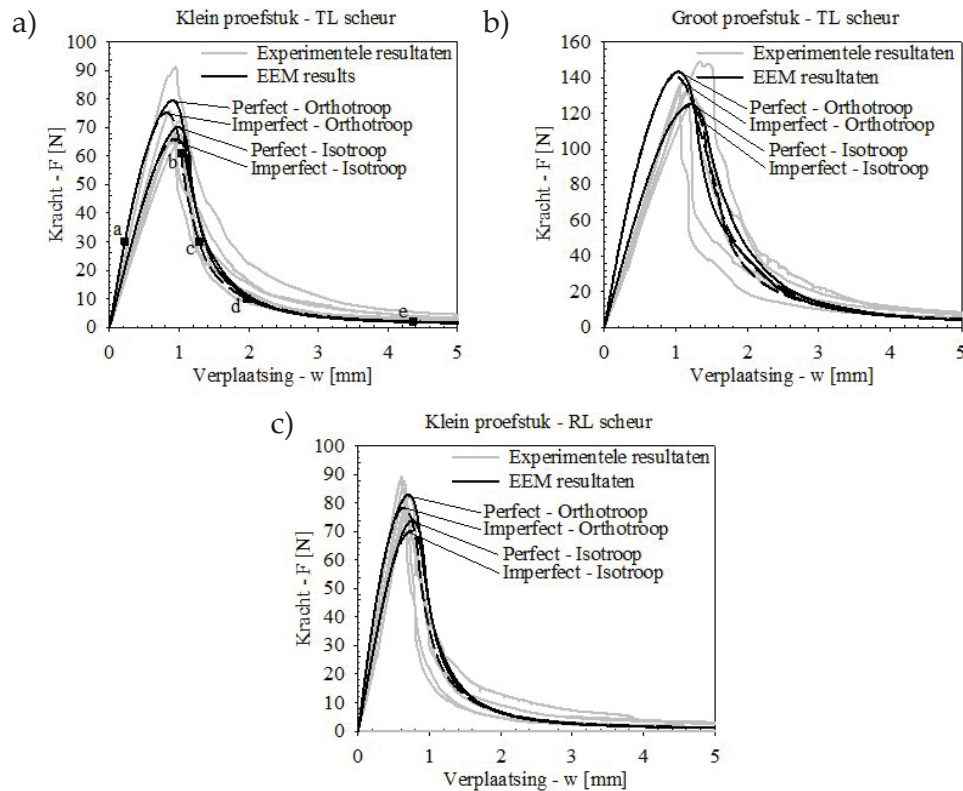 a)
Klein proefstuk - TL scheur
100
90
80
70
60
50
40
30
20
10
0
Kracht - F [N]
Experimentele resultaten
EEM results
Perfect - Orthotroop
Imperfect - Orthotroop
Perfect - Isotroop
Imperfect - Isotroop
a
b
c
d
e
0 1 2 3 4 5
Verplaatsing - w [mm]
b)
Groot proefstuk - TL scheur
160
140
120
100
80
60
40
20
0
Kracht - F [N]
Experimentele resultaten
EEM resultaten
Perfect - Orthotroop
Imperfect - Orthotroop
Perfect - Isotroop
Imperfect - Isotroop
0 1 2 3 4 5
Verplaatsing - w [mm]
c)
Klein proefstuk - RL scheur
100
90
80
70
60
50
40
30
20
10
0
Kracht - F [N]
Experimentele resultaten
EEM resultaten
Perfect - Orthotroop
Imperfect - Orthotroop
Perfect - Isotroop
Imperfect - Isotroop
0 1 2 3 4 5
Verplaatsing - w [mm]